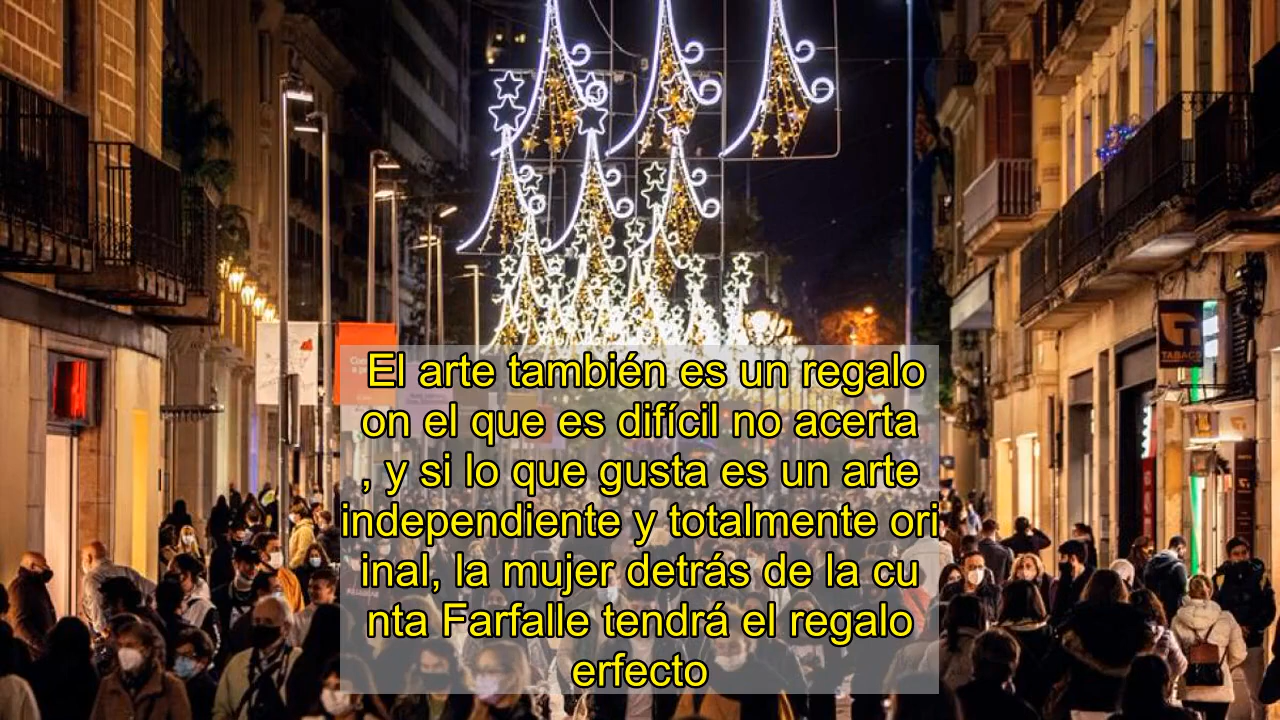 El arte también es un regalo
on el que es difícil no acerta
, y si lo que gusta es un arte
independiente y totalmente ori
inal, la mujer detrás de la cu
nta Farfalle tendrá el regalo
erfecto
TABACO